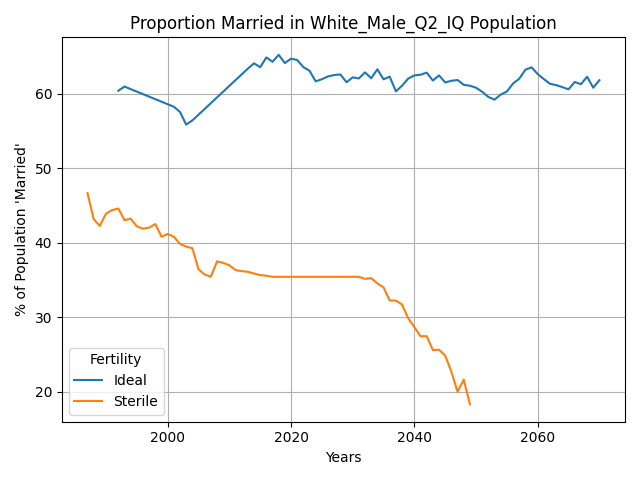 Proportion Married in White_Male_Q2_IQ Population
% of Population 'Married'
60
50
40
30
20
Fertility
Ideal
Sterile
2000
2020
2040
2060
Years